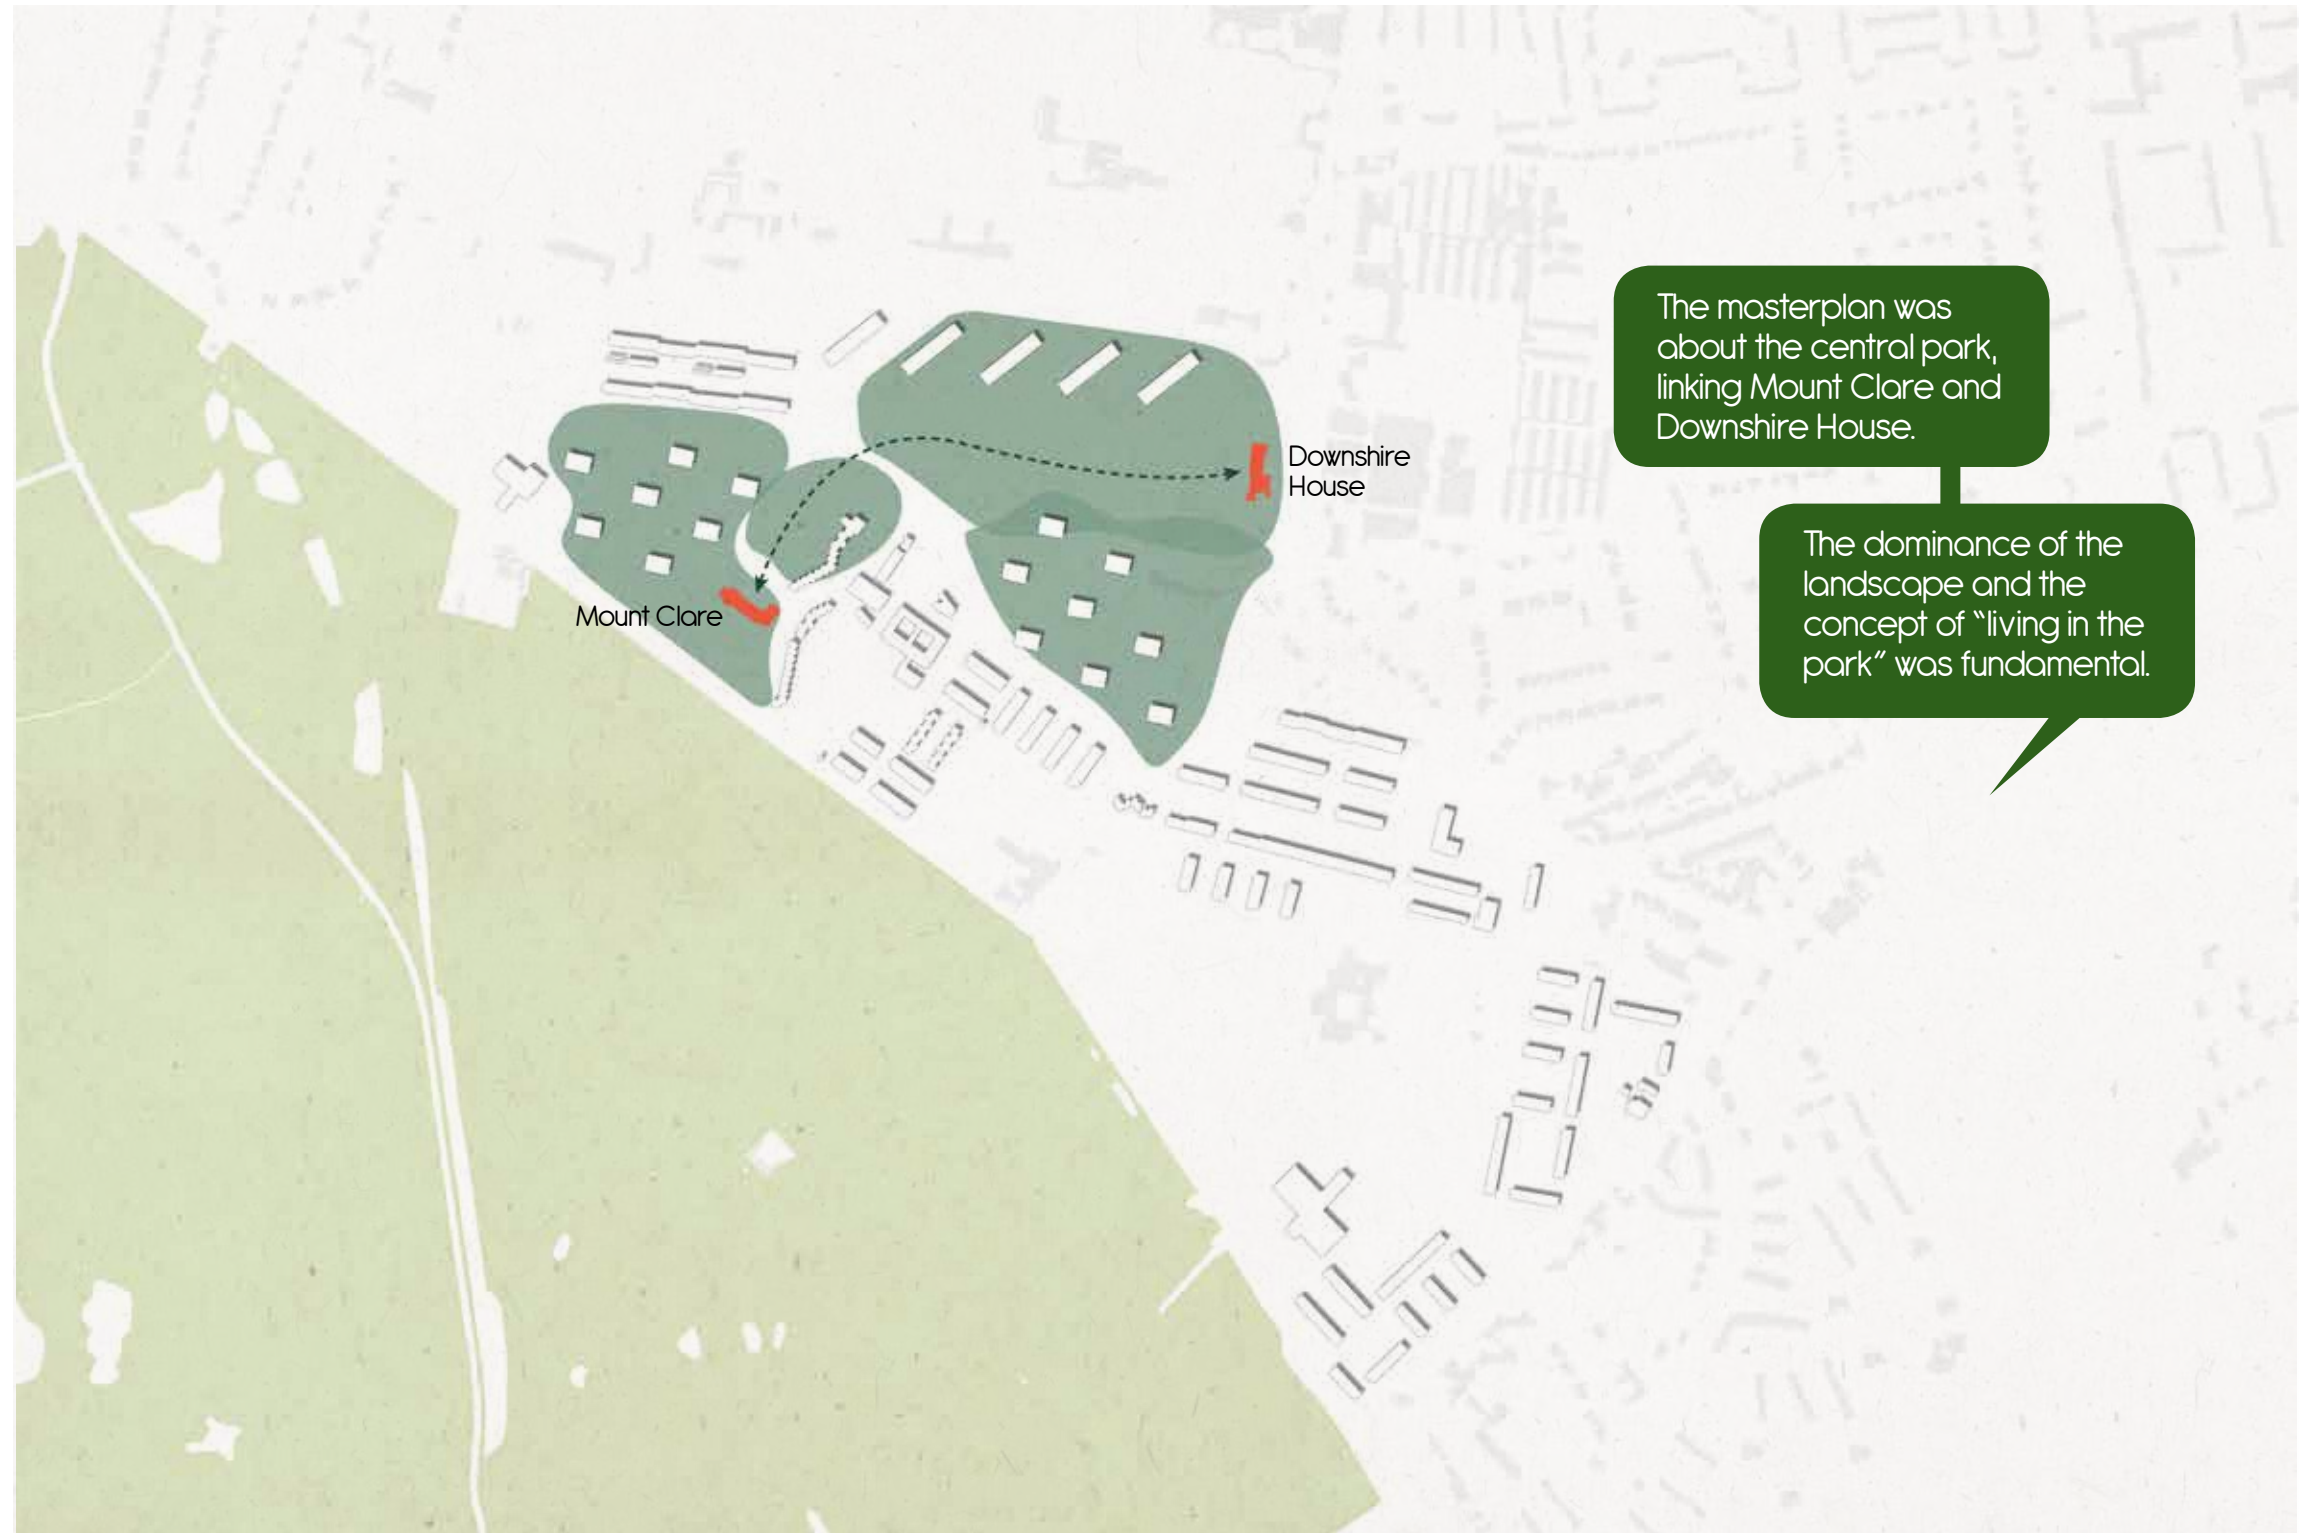 The masterplan was
about the central park,
linking Mount Clare and
Downshire House.
The dominance of the
landscape and the
concept of “living in the
park” was fundamental.
Downshire
House
Mount Clare